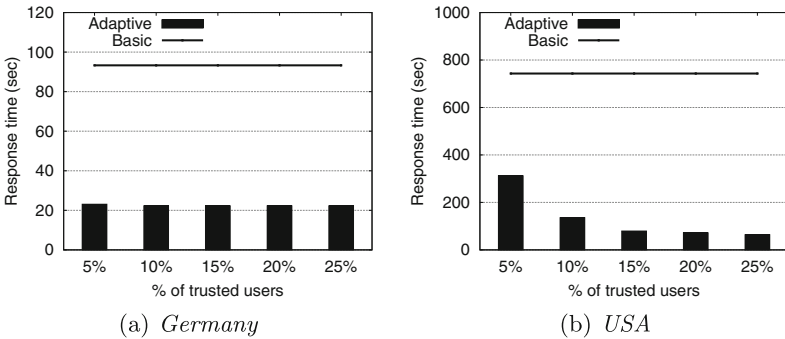 Adaptive
Basic
Response time (sec)
120
100
80
60
40
20
0
5% 10% 15% 20% 25%
% of trusted users
(a) Germany
Adaptive
Basic
Response time (sec)
1000
800
600
400
200
0
5% 10% 15% 20% 25%
% of trusted users
(b) USA